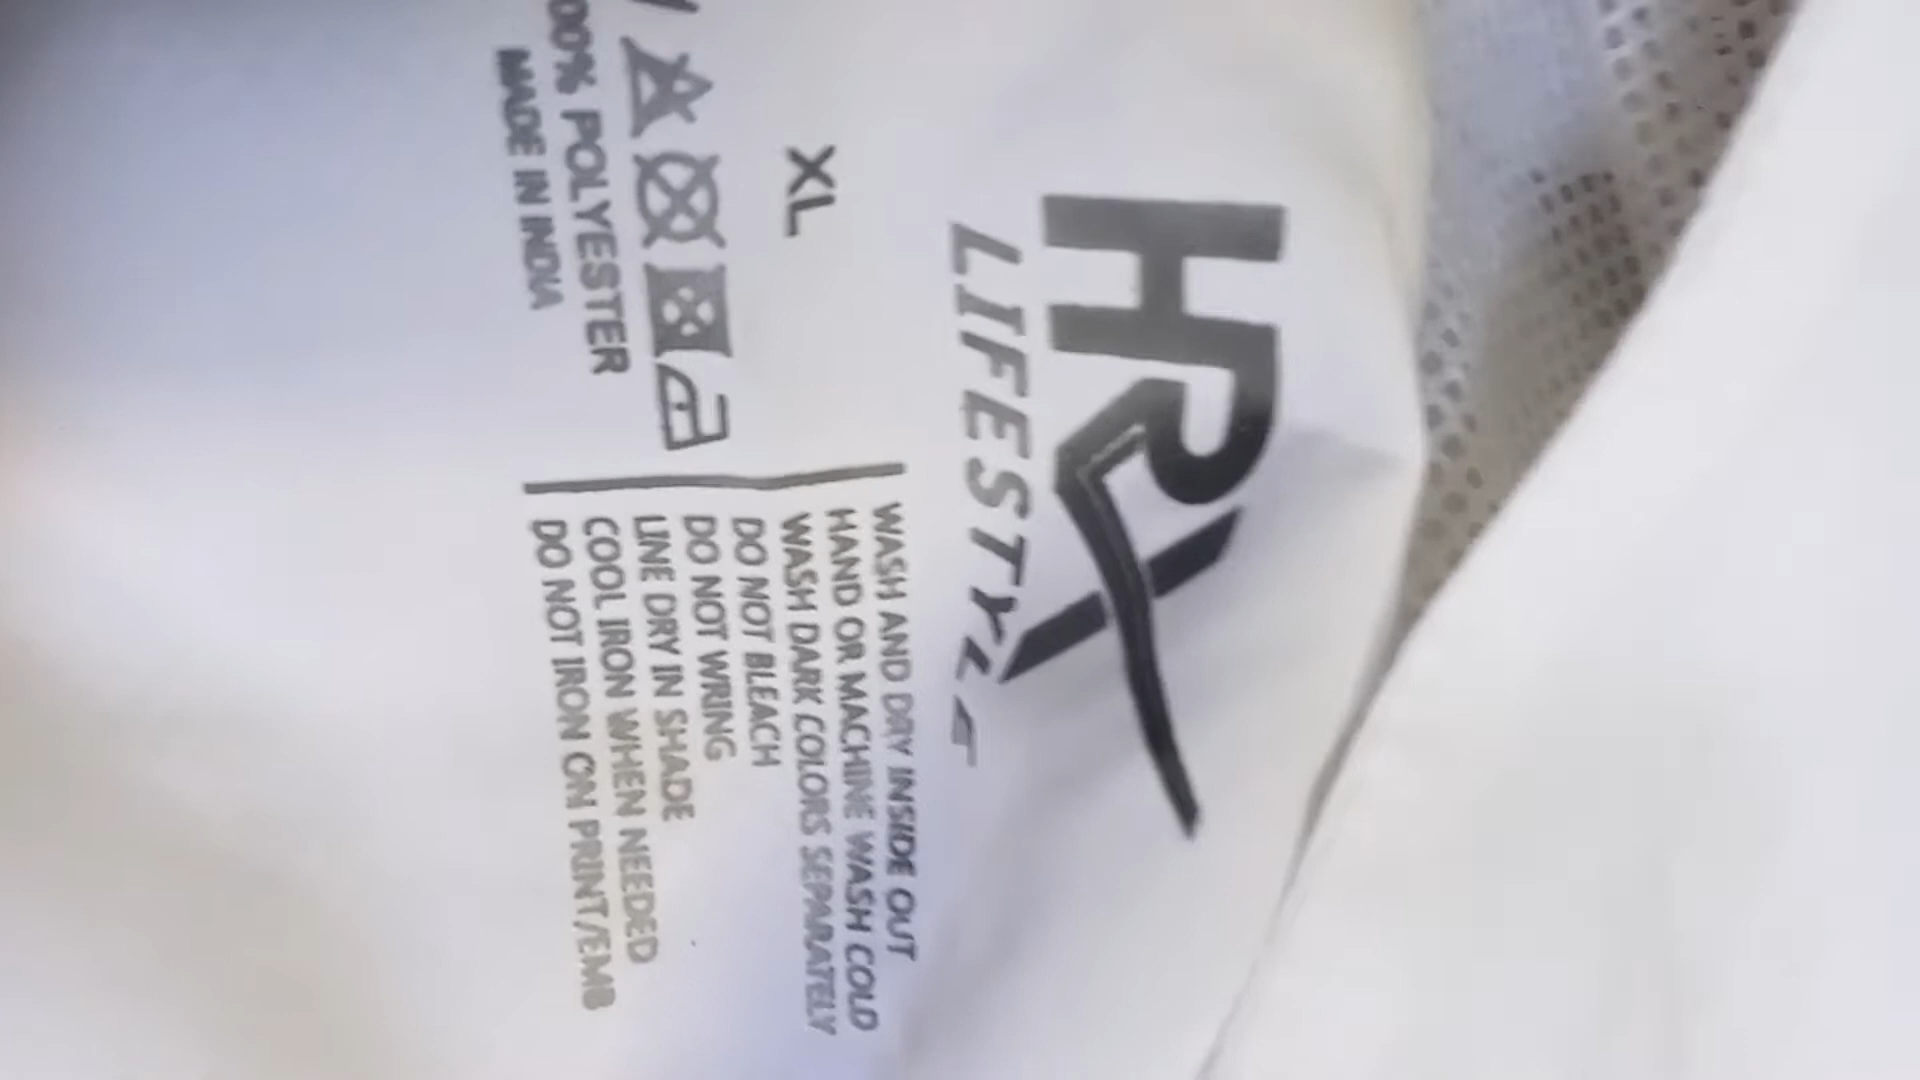 HRX
LIFESTYLE
XL
00% POLYESTER
MADE IN INDIA
WASH AND DRY INSIDE OUT
HAND OR MACHINE WASH COLD
WASH DARK COLORS SEPARATELY
DO NOT BLEACH
DO NOT WRING
LINE DRY IN SHADE
COOL IRON WHEN NEEDED
DO NOT IRON ON PRINT/EMB